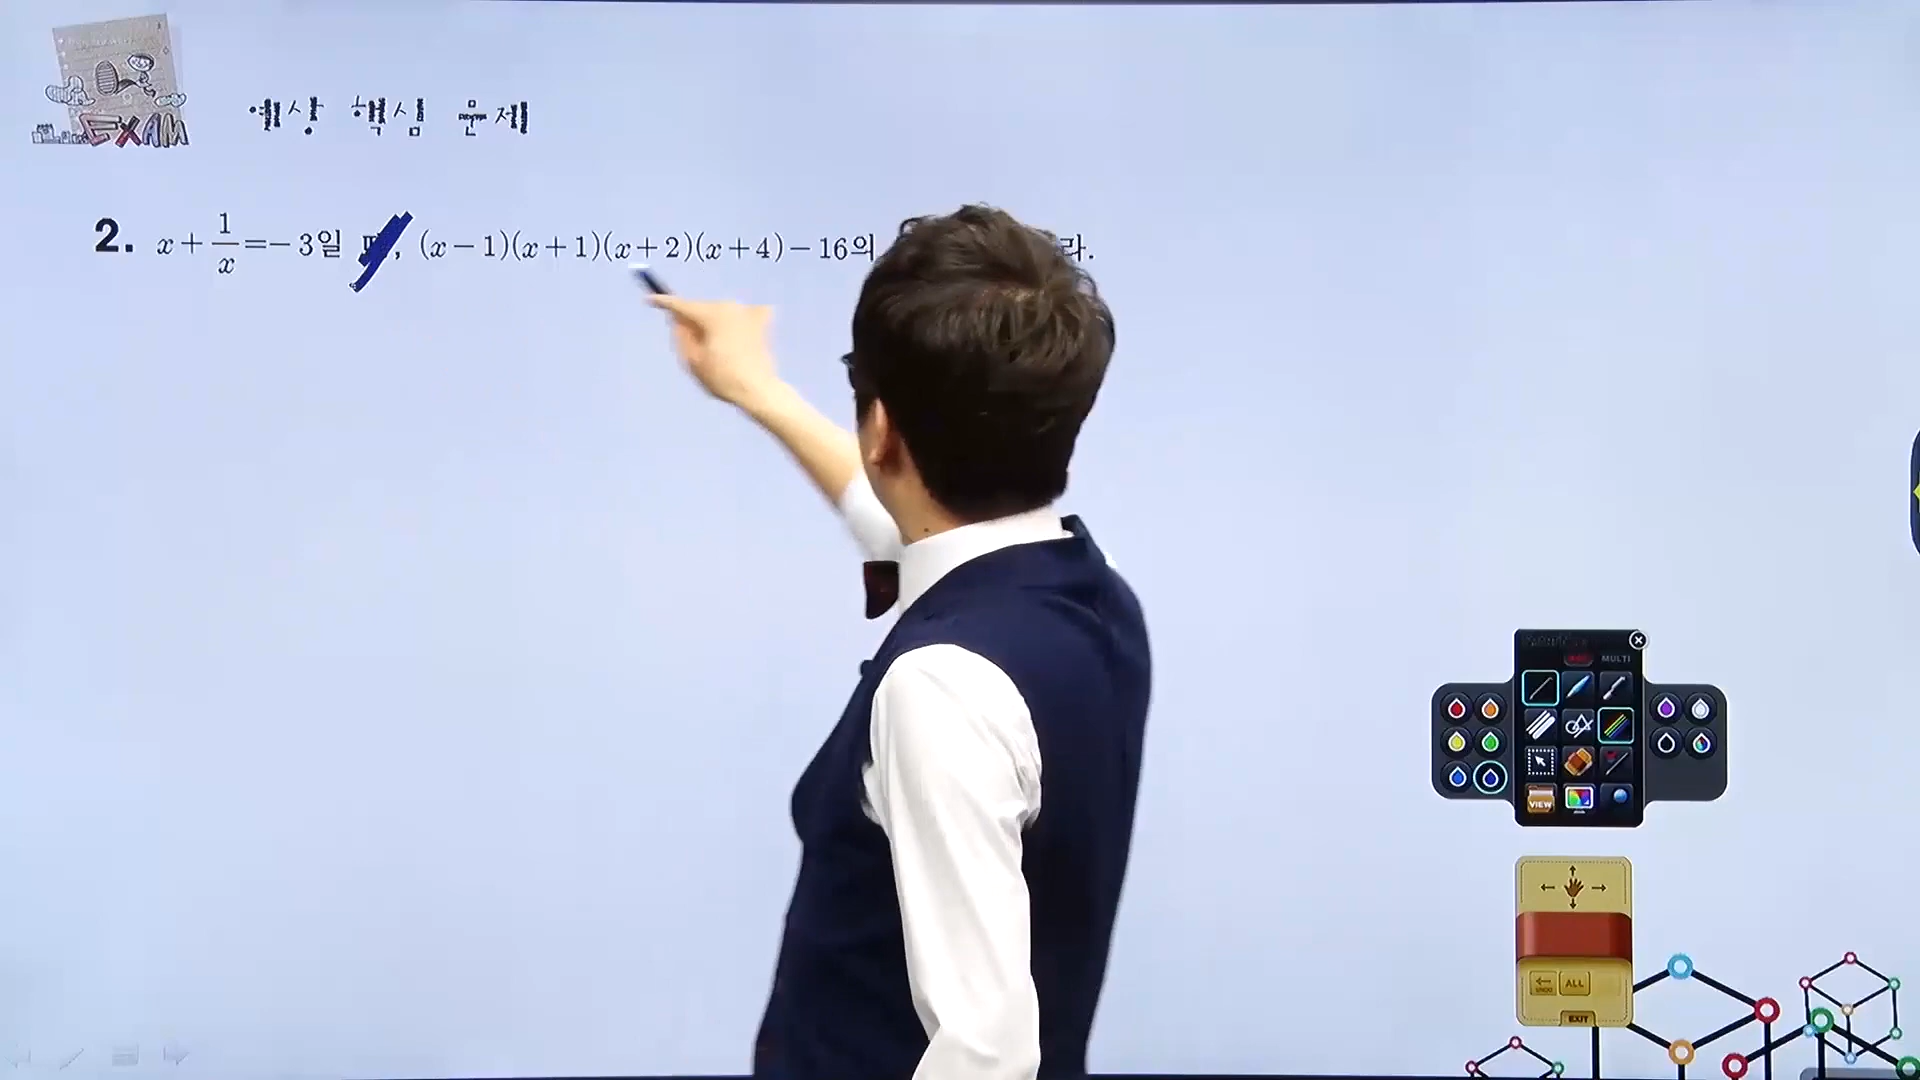 EXAM
예상 핵심 문제
2. x + 1/x = -3일 때, (x-1)(x+1)(x+2)(x+4)-16의 라.
MULTI
VIEW
UNDO ALL
EXIT